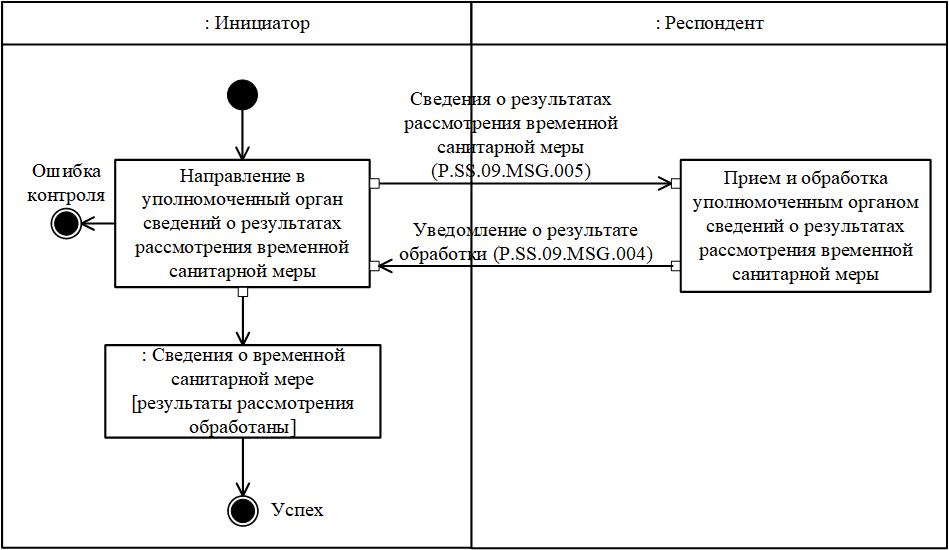 : Инициатор
: Респондент
Сведения о результатах
рассмотрения временной
санитарной меры
(P.SS.09.MSG.005)
Ошибка
контроля
Направление в
уполномоченный орган
сведений о результатах
рассмотрения временной
санитарной меры
Прием и обработка
уполномоченным органом
сведений о результатах
рассмотрения временной
санитарной меры
Уведомление о результате
обработки (P.SS.09.MSG.004)
: Сведения о временной
санитарной мере
[результаты рассмотрения
обработаны]
Успех